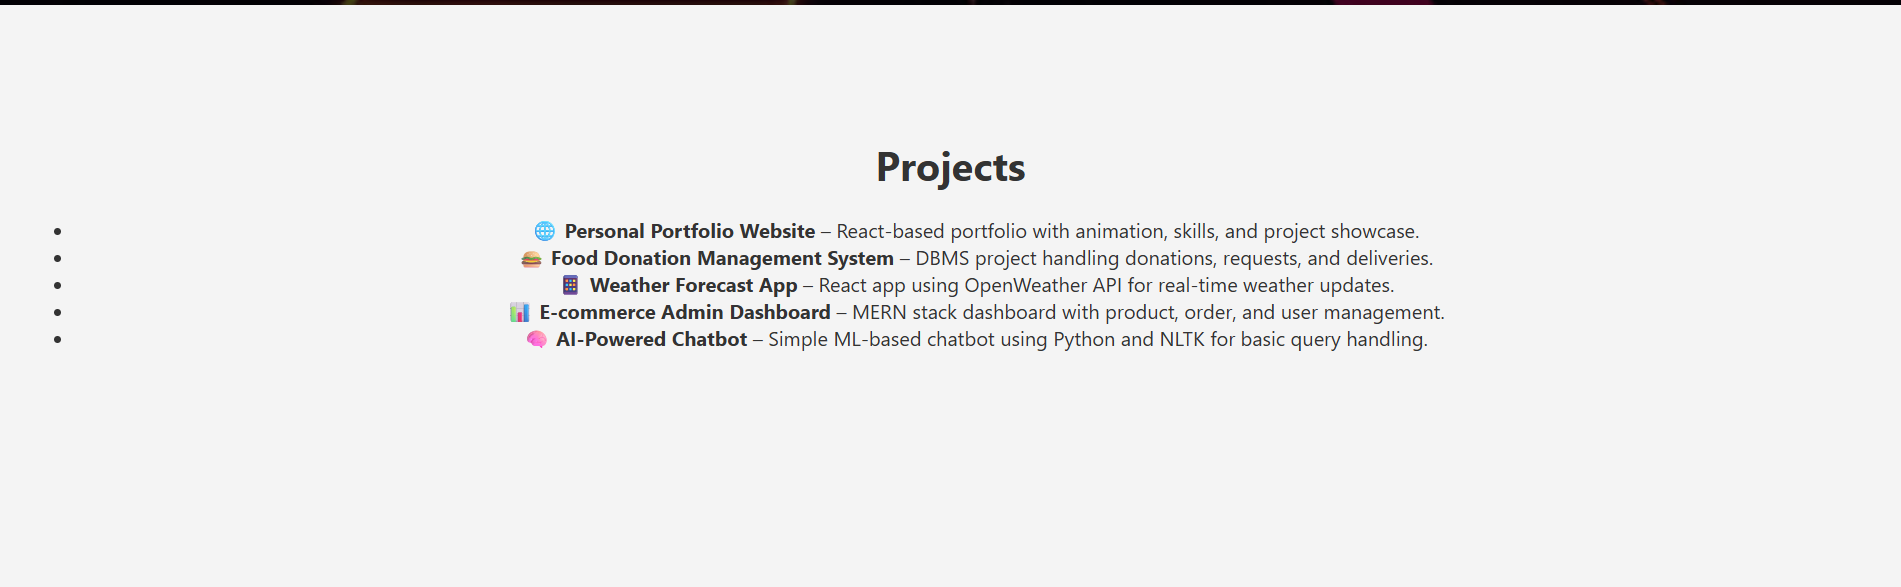 Projects
• 🌐 Personal Portfolio Website – React-based portfolio with animation, skills, and project showcase.
• 🍔 Food Donation Management System – DBMS project handling donations, requests, and deliveries.
• 📱 Weather Forecast App – React app using OpenWeather API for real-time weather updates.
• 📊 E-commerce Admin Dashboard – MERN stack dashboard with product, order, and user management.
• 🧠 AI-Powered Chatbot – Simple ML-based chatbot using Python and NLTK for basic query handling.